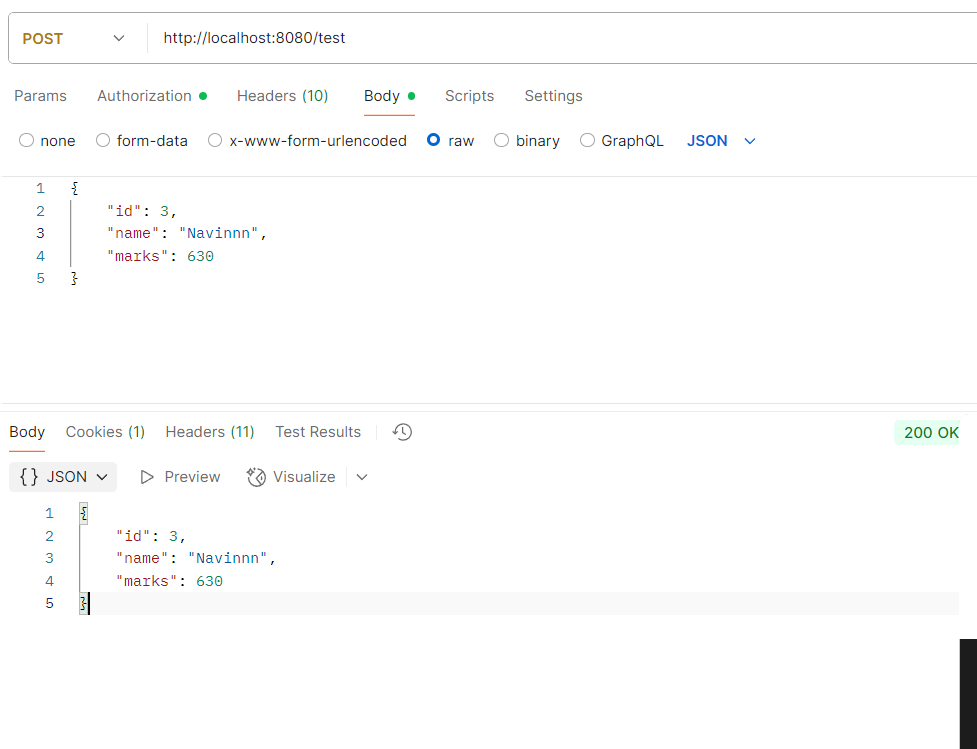 POST http://localhost:8080/test
Params Authorization Headers (10) Body Scripts Settings
none form-data x-www-form-urlencoded raw binary GraphQL JSON
1 {
2 "id": 3,
3 "name": "Navinnn",
4 "marks": 630
5 }
Body Cookies (1) Headers (11) Test Results 200 OK
{} JSON Preview Visualize
1 {
2 "id": 3,
3 "name": "Navinnn",
4 "marks": 630
5 }